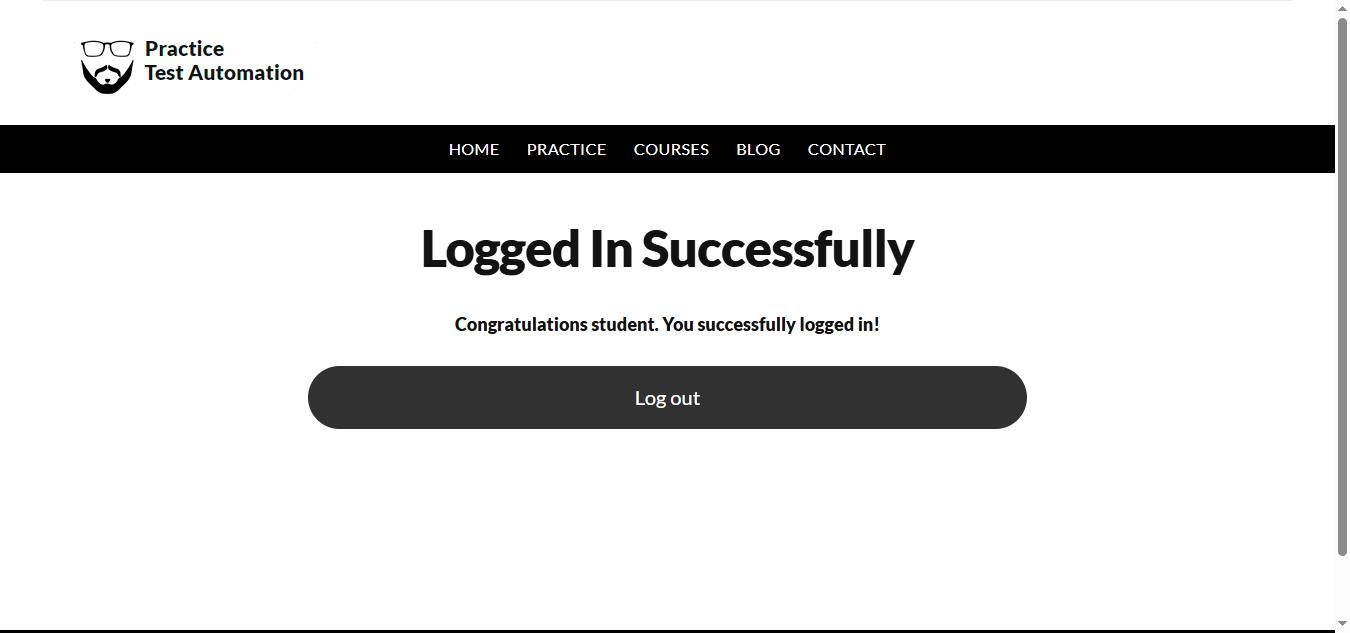 Practice
Test Automation
HOME PRACTICE COURSES BLOG CONTACT
Logged In Successfully
Congratulations student. You successfully logged in!
Log out